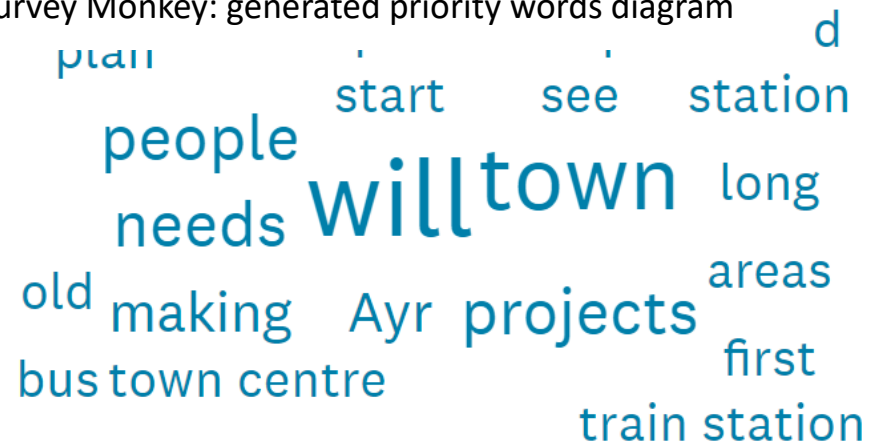 urvey Monkey: generated priority words diagram
plan d
start see station
people
will town long
needs
areas
old making Ayr projects
first
bus town centre
train station